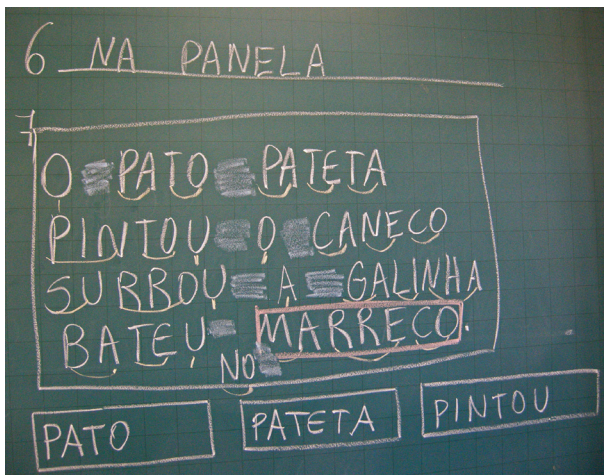 6 NA PANELA
7
O PATO PATETA
PINTOU O CANECO
SURROU A GALINHA
BATEU NO MARRECO.
PATO PATETA PINTOU